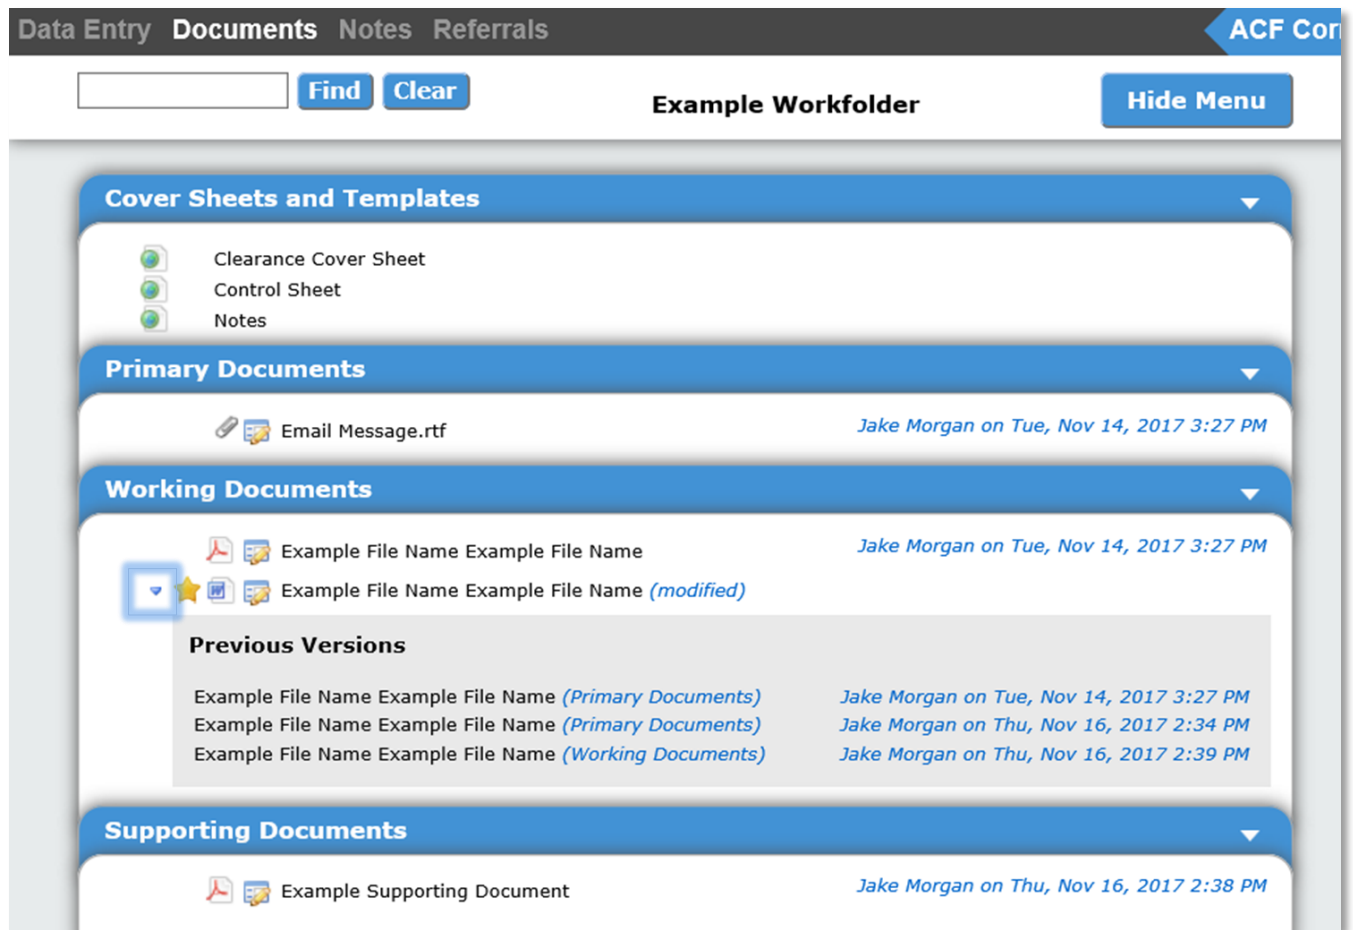 Data Entry Documents Notes Referrals ACF Cor
Find Clear Example Workfolder Hide Menu
Cover Sheets and Templates
Clearance Cover Sheet
Control Sheet
Notes
Primary Documents
Email Message.rtf Jake Morgan on Tue, Nov 14, 2017 3:27 PM
Working Documents
Example File Name Example File Name Jake Morgan on Tue, Nov 14, 2017 3:27 PM
Example File Name Example File Name (modified)
Previous Versions
Example File Name Example File Name (Primary Documents) Jake Morgan on Tue, Nov 14, 2017 3:27 PM
Example File Name Example File Name (Primary Documents) Jake Morgan on Thu, Nov 16, 2017 2:34 PM
Example File Name Example File Name (Working Documents) Jake Morgan on Thu, Nov 16, 2017 2:39 PM
Supporting Documents
Example Supporting Document Jake Morgan on Thu, Nov 16, 2017 2:38 PM